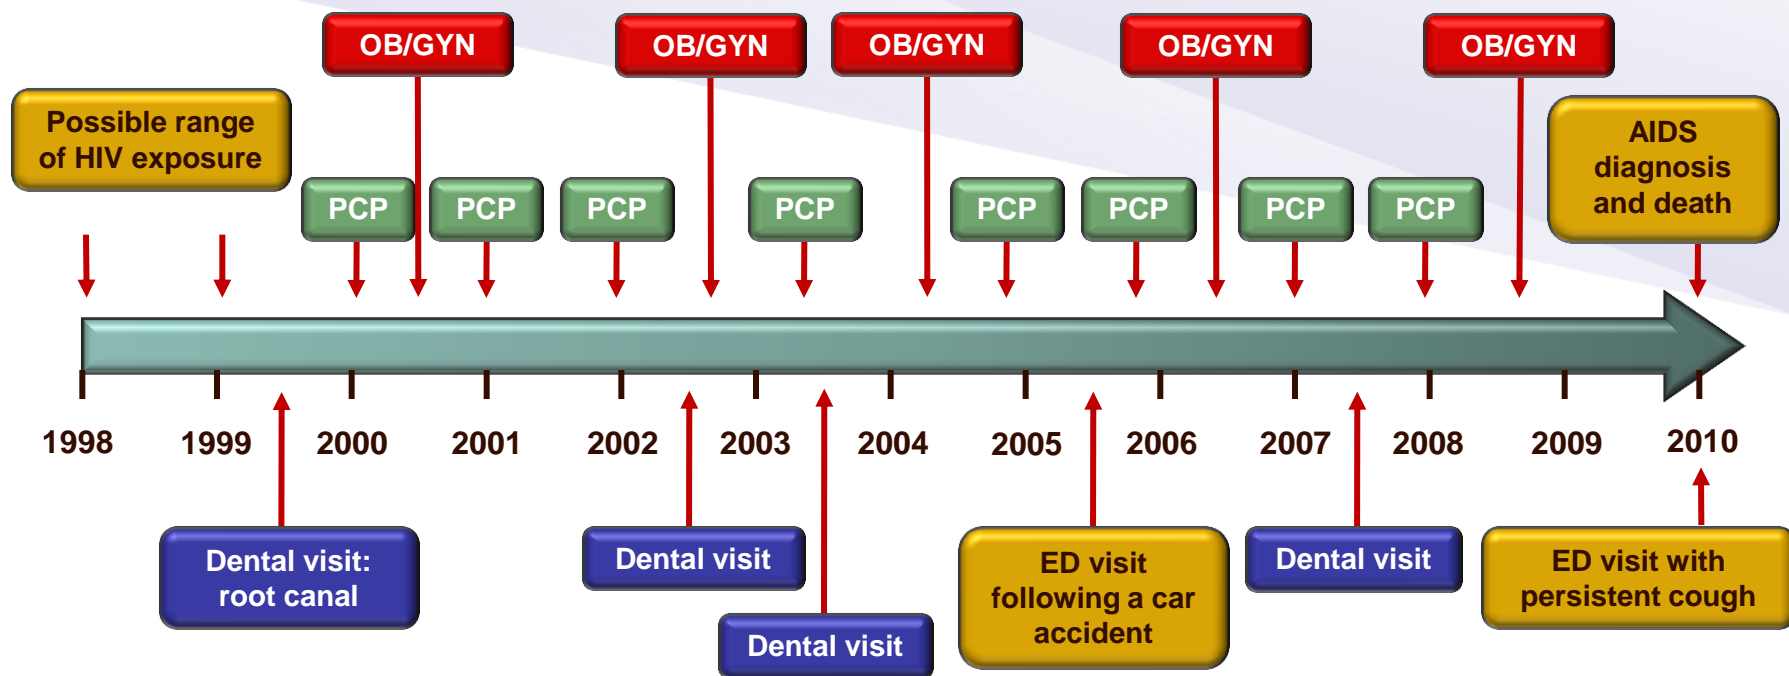 OB/GYN
OB/GYN
OB/GYN
OB/GYN
OB/GYN
Possible range
of HIV exposure
AIDS
diagnosis
and death
PCP
PCP
PCP
PCP
PCP
PCP
PCP
PCP
1998
1999
2000
2001
2002
2003
2004
2005
2006
2007
2008
2009
2010
Dental visit:
root canal
Dental visit
Dental visit
ED visit
following a car
accident
Dental visit
ED visit with
persistent cough